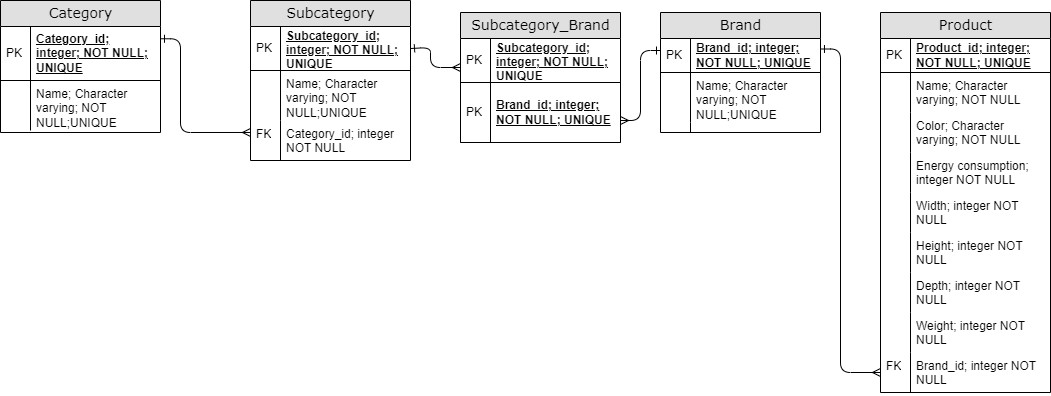 Category
PK
Category_id;
integer; NOT NULL;
UNIQUE
Name; Character
varying; NOT
NULL;UNIQUE
Subcategory
PK
Subcategory_id;
integer; NOT NULL;
UNIQUE
Name; Character
varying; NOT
NULL;UNIQUE
FK
Category_id; integer
NOT NULL
Subcategory_Brand
PK
Subcategory_id;
integer; NOT NULL;
UNIQUE
PK
Brand_id; integer;
NOT NULL; UNIQUE
Brand
PK
Brand_id; integer;
NOT NULL; UNIQUE
Name; Character
varying; NOT
NULL;UNIQUE
Product
PK
Product_id; integer;
NOT NULL; UNIQUE
Name; Character
varying; NOT NULL
Color; Character
varying; NOT NULL
Energy consumption;
integer NOT NULL
Width; integer NOT
NULL
Height; integer NOT
NULL
Depth; integer NOT
NULL
Weight; integer NOT
NULL
FK
Brand_id; integer NOT
NULL